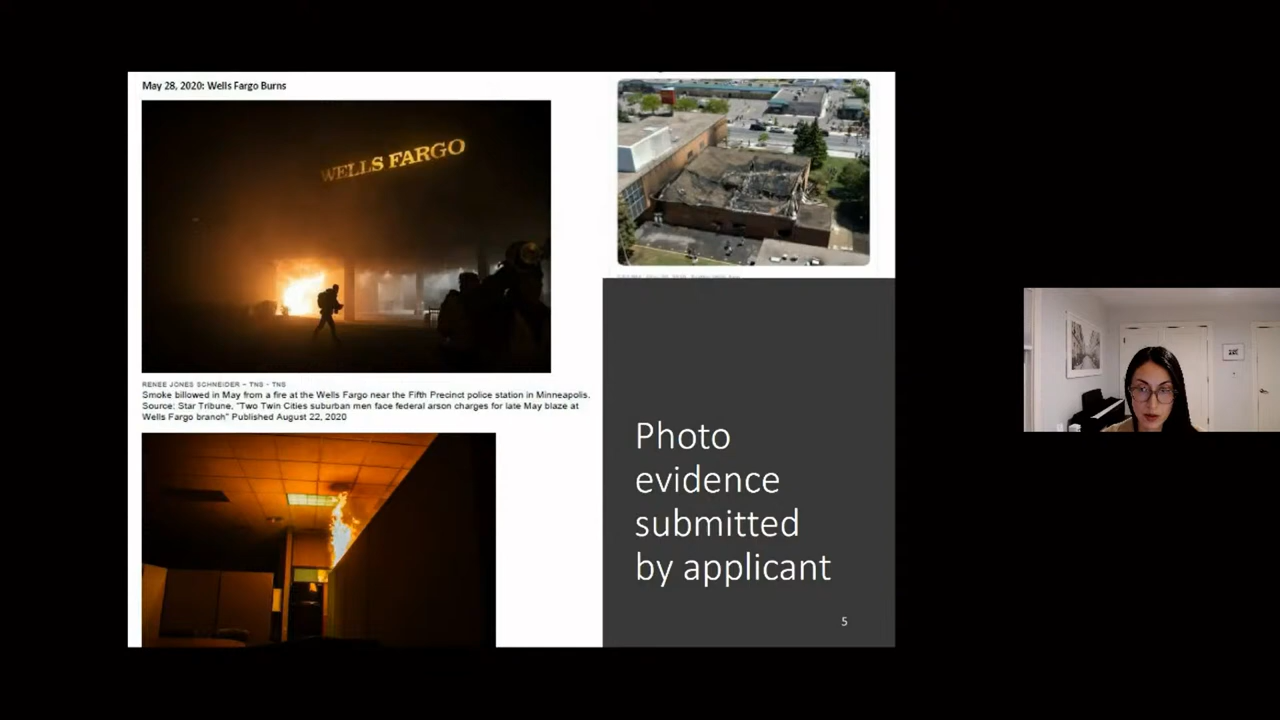 May 28, 2020: Wells Fargo Burns
WELLS FARGO
RENEE JONES SCHNEIDER – TNS - TNS
Smoke billowed in May from a fire at the Wells Fargo near the Fifth Precinct police station in Minneapolis.
Source: Star Tribune, "Two Twin Cities suburban men face federal arson charges for late May blaze at
Wells Fargo branch" Published August 22, 2020
Photo
evidence
submitted
by applicant
5